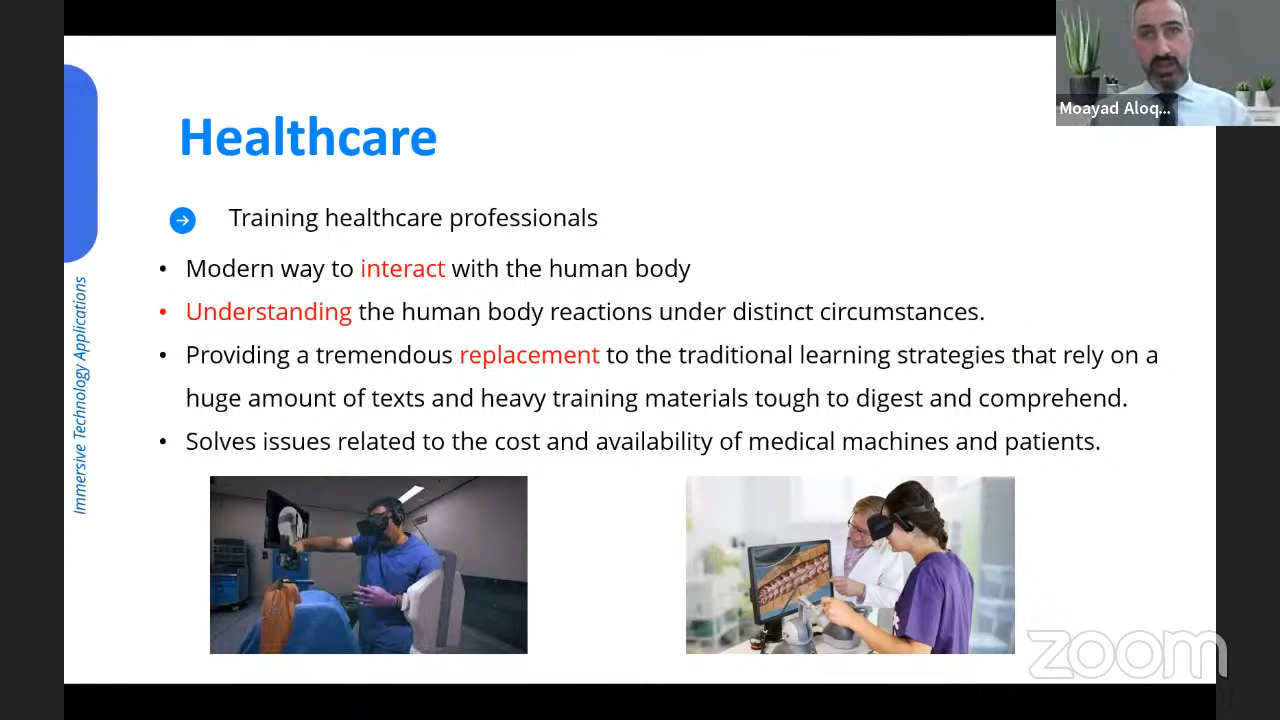 Moayad Aloq...
Healthcare
Training healthcare professionals
• Modern way to interact with the human body
• Understanding the human body reactions under distinct circumstances.
• Providing a tremendous replacement to the traditional learning strategies that rely on a
huge amount of texts and heavy training materials tough to digest and comprehend.
• Solves issues related to the cost and availability of medical machines and patients.
Immersive Technology Applications
zoom